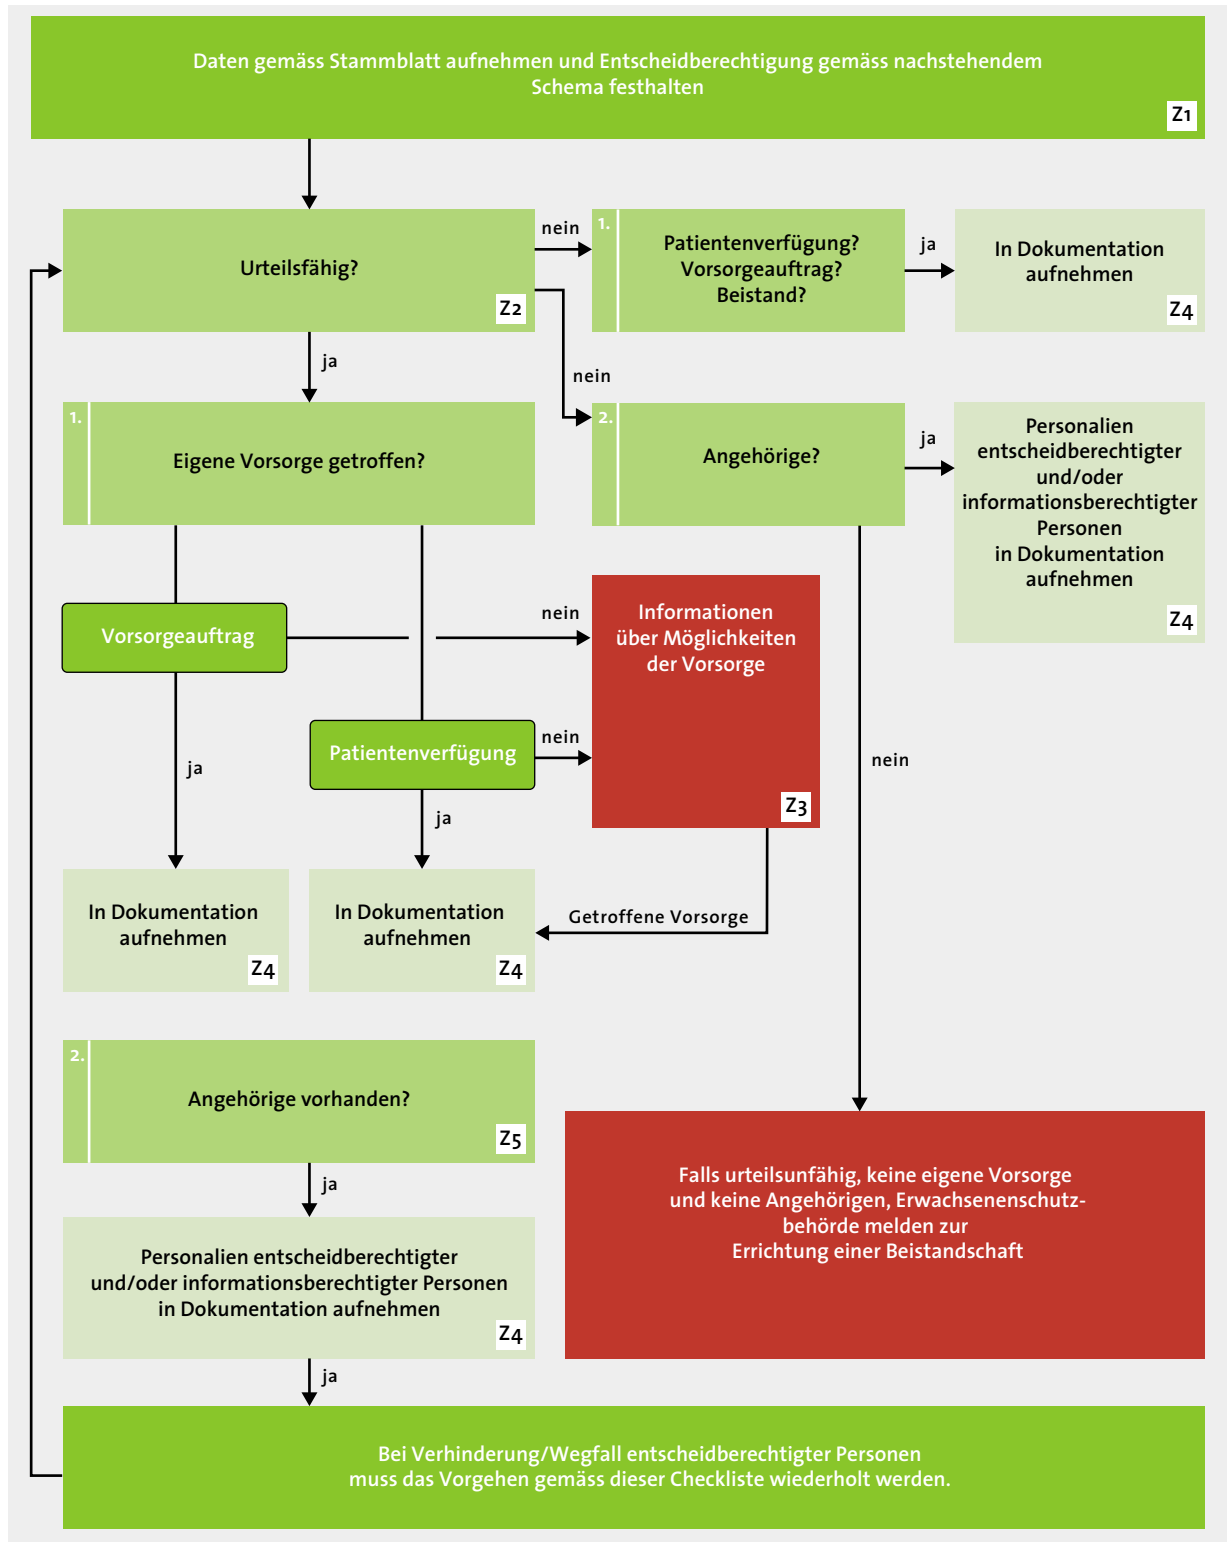 Daten gemäss Stammblatt aufnehmen und Entscheidberechtigung gemäss nachstehendem
Schema festhalten
Z1
Urteilsfähig?
Z2
nein
1.
Patientenverfügung?
Vorsorgeauftrag?
Beistand?
ja
In Dokumentation
aufnehmen
Z4
ja
nein
1.
Eigene Vorsorge getroffen?
2.
Angehörige?
ja
Personalien
entscheidberechtigter
und/oder
informationsberechtigter
Personen
in Dokumentation
aufnehmen
Z4
Vorsorgeauftrag
nein
Informationen
über Möglichkeiten
der Vorsorge
Z3
Patientenverfügung
nein
nein
ja
ja
In Dokumentation
aufnehmen
Z4
In Dokumentation
aufnehmen
Z4
Getroffene Vorsorge
2.
Angehörige vorhanden?
Z5
ja
Falls urteilsunfähig, keine eigene Vorsorge
und keine Angehörigen, Erwachsenenschutz-
behörde melden zur
Errichtung einer Beistandschaft
Personalien entscheidberechtigter
und/oder informationsberechtigter Personen
in Dokumentation aufnehmen
Z4
ja
Bei Verhinderung/Wegfall entscheidberechtigter Personen
muss das Vorgehen gemäss dieser Checkliste wiederholt werden.